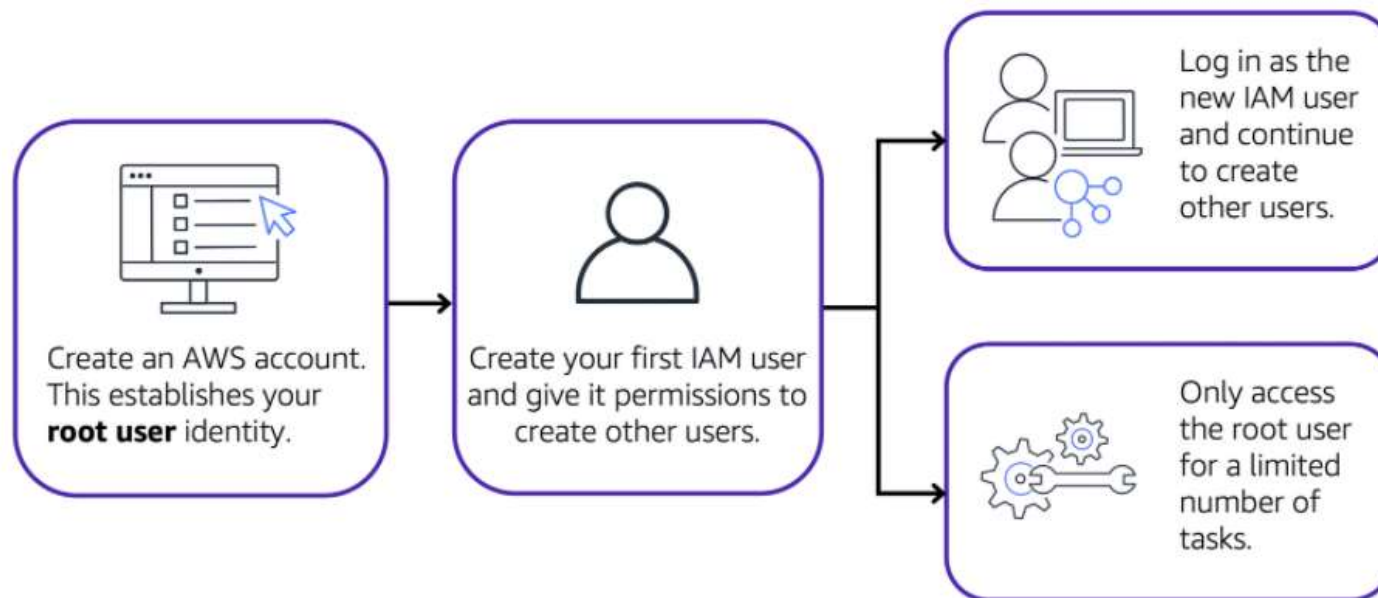 Create an AWS account.
This establishes your
root user identity.
Create your first IAM user
and give it permissions to
create other users.
Log in as the
new IAM user
and continue
to create
other users.
Only access
the root user
for a limited
number of
tasks.